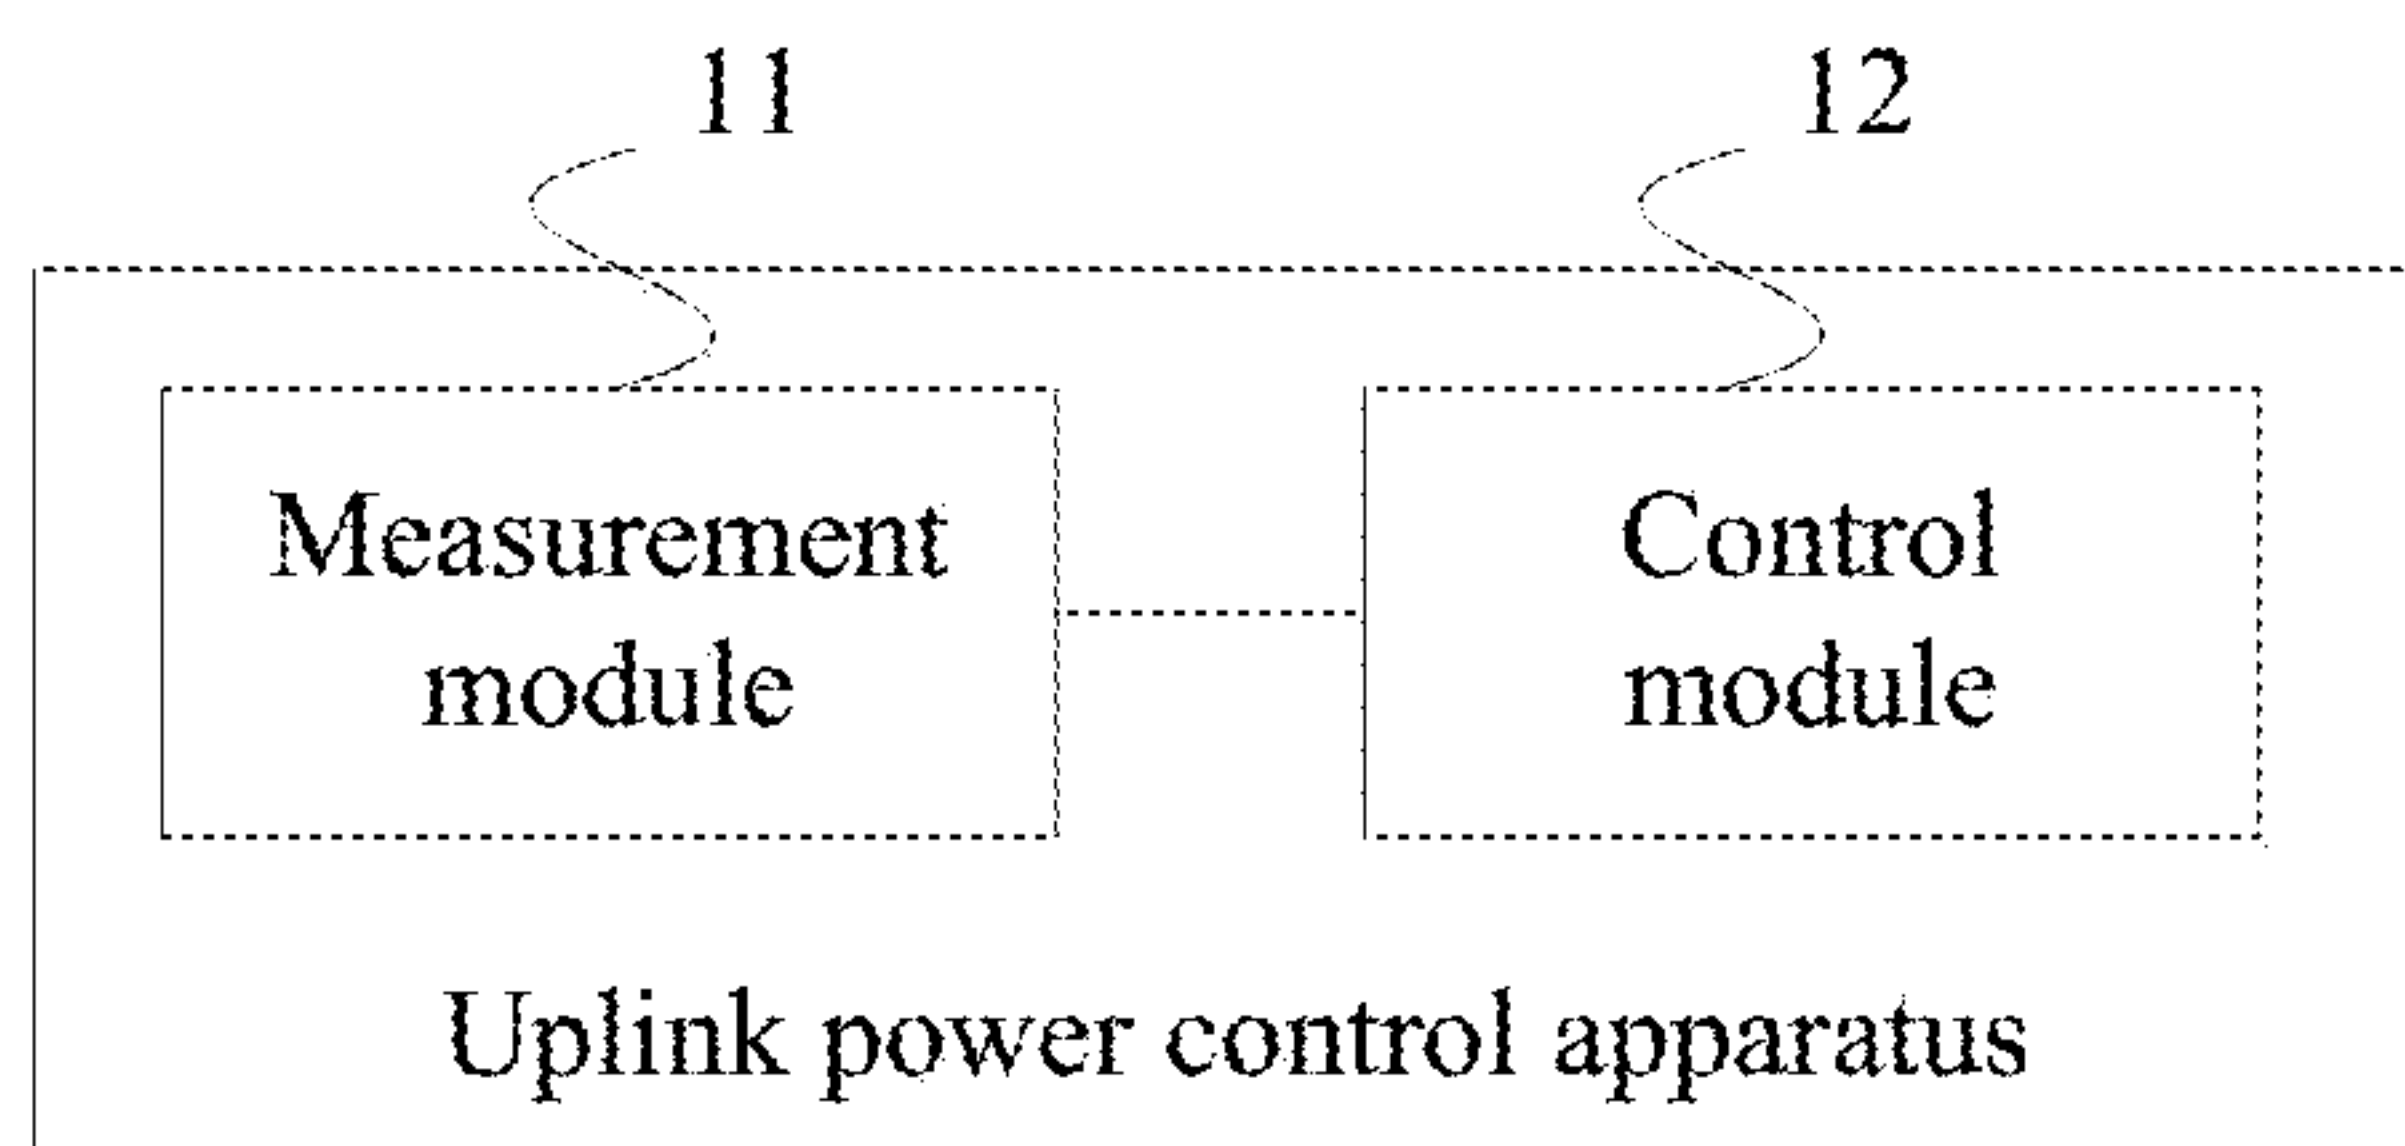 11
12
Measurement
module
Control
module
Uplink power control apparatus